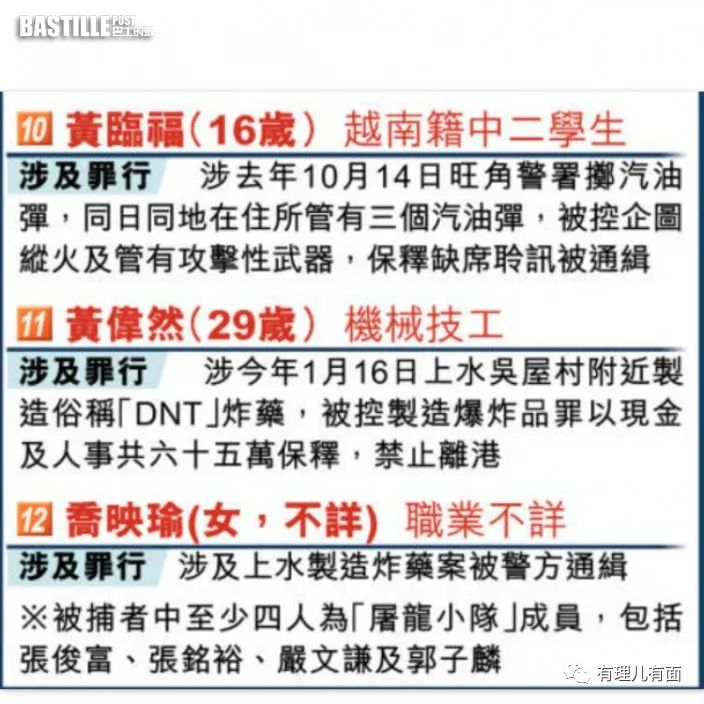 BASTILLE POST
巴士的報
10 黃臨福(16歲) 越南籍中二學生
涉及罪行 涉去年10月14日旺角警署擲汽油
彈，同日同地在住所管有三個汽油彈，被控企圖
縱火及管有攻擊性武器，保釋缺席聆訊被通緝
11 黃偉然(29歲) 機械技工
涉及罪行 涉今年1月16日上水吳屋村附近製
造俗稱「DNT」炸藥，被控製造爆炸品罪以現金
及人事共六十五萬保釋，禁止離港
12 喬映瑜(女，不詳) 職業不詳
涉及罪行 涉及上水製造炸藥案被警方通緝
※被捕者中至少四人為「屠龍小隊」成員，包括
張俊富、張銘裕、嚴文謙及郭子麟
有理儿有面